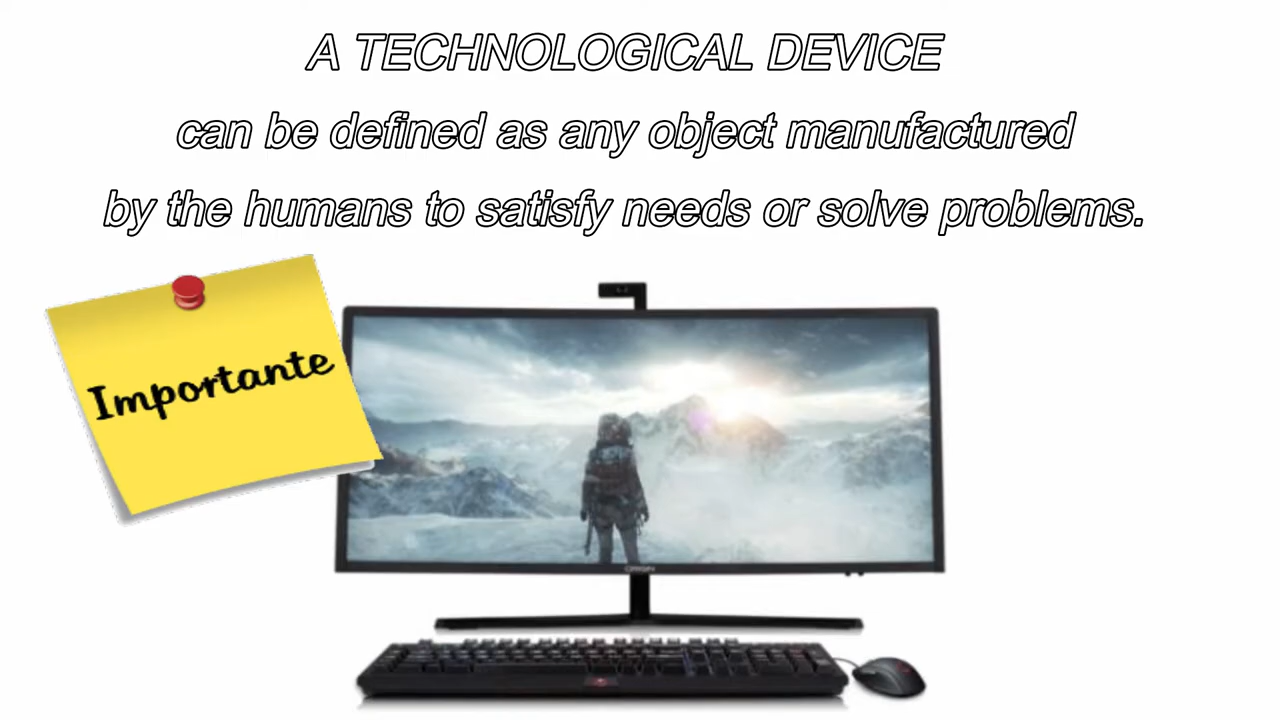 A TECHNOLOGICAL DEVICE
can be defined as any object manufactured
by the humans to satisfy needs or solve problems.
Importante
ORIGIN